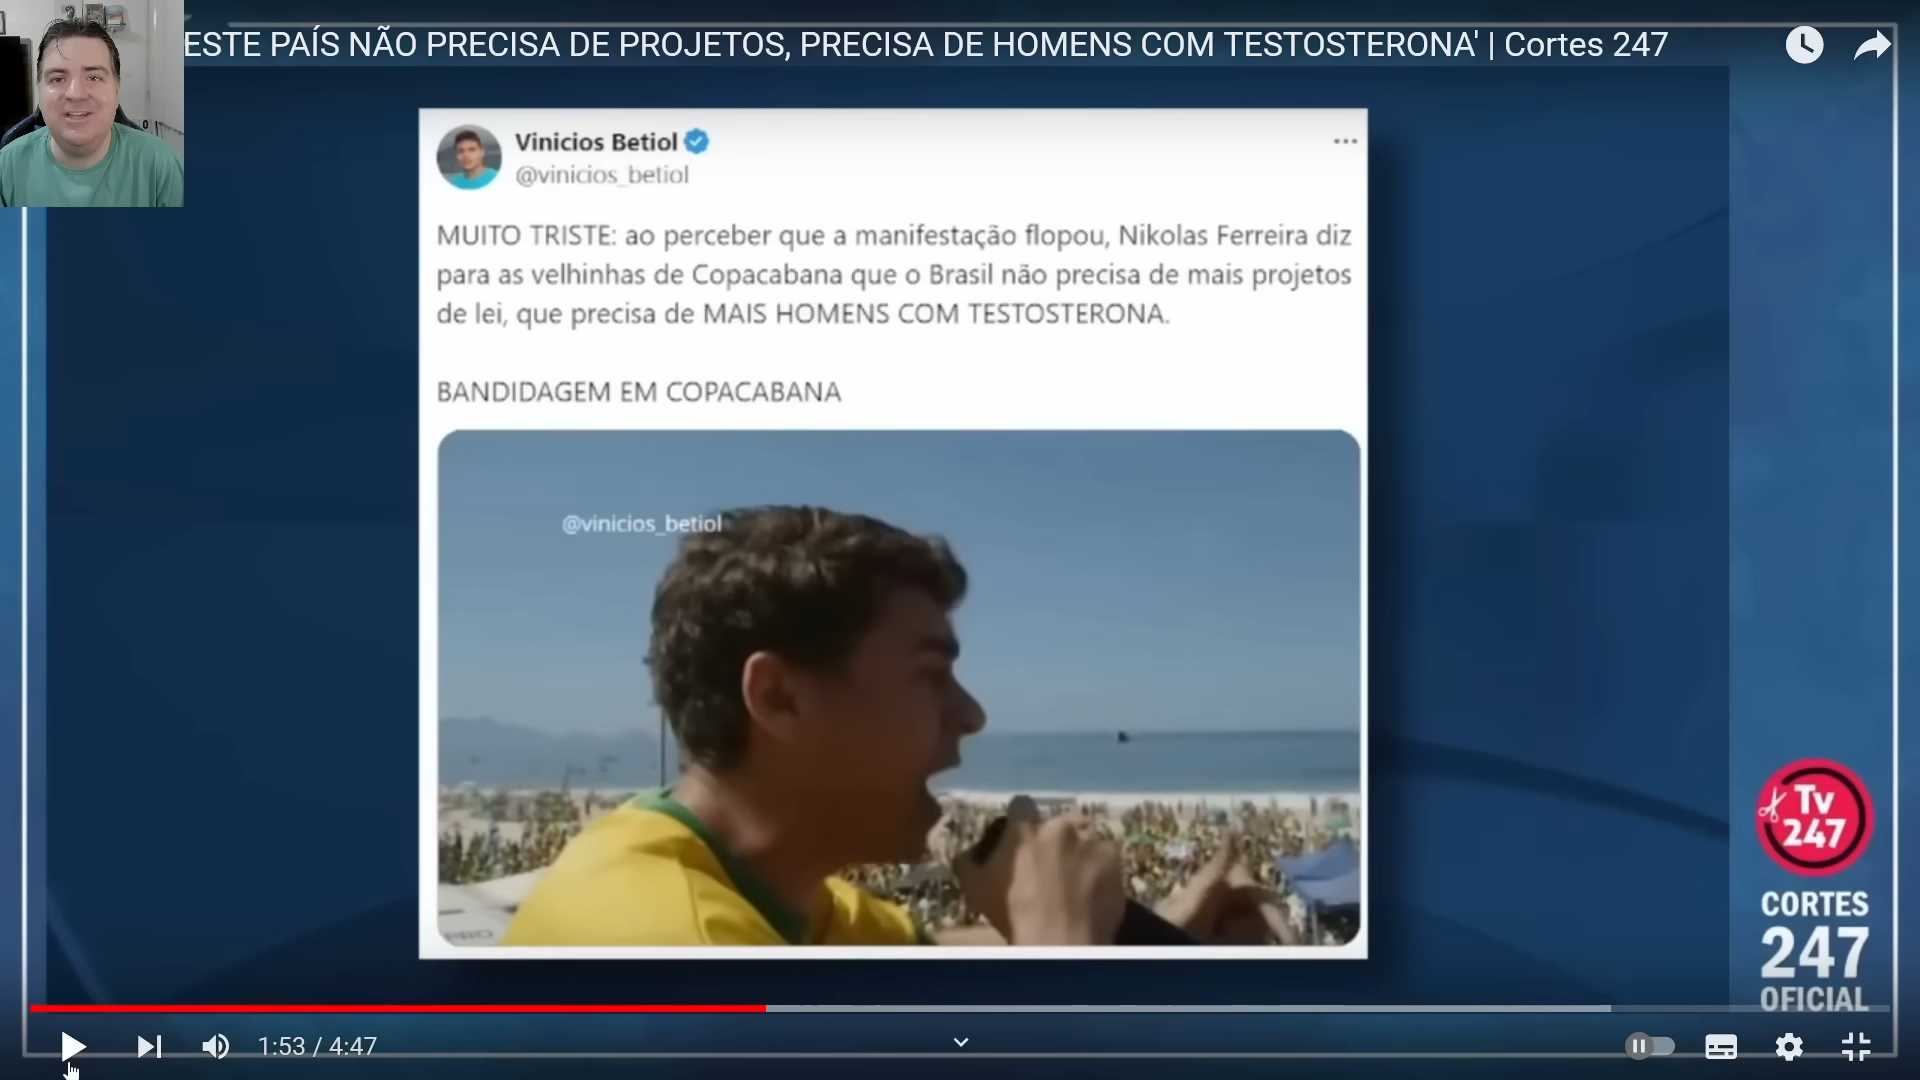 ESTE PAÍS NÃO PRECISA DE PROJETOS, PRECISA DE HOMENS COM TESTOSTERONA' | Cortes 247
Vinicios Betiol
@vinicios_betiol
MUITO TRISTE: ao perceber que a manifestação flopou, Nikolas Ferreira diz
para as velhinhas de Copacabana que o Brasil não precisa de mais projetos
de lei, que precisa de MAIS HOMENS COM TESTOSTERONA.
BANDIDAGEM EM COPACABANA
@vinicios_betiol
PRO
Tv
247
CORTES
247
OFICIAL
1:53 / 4:47